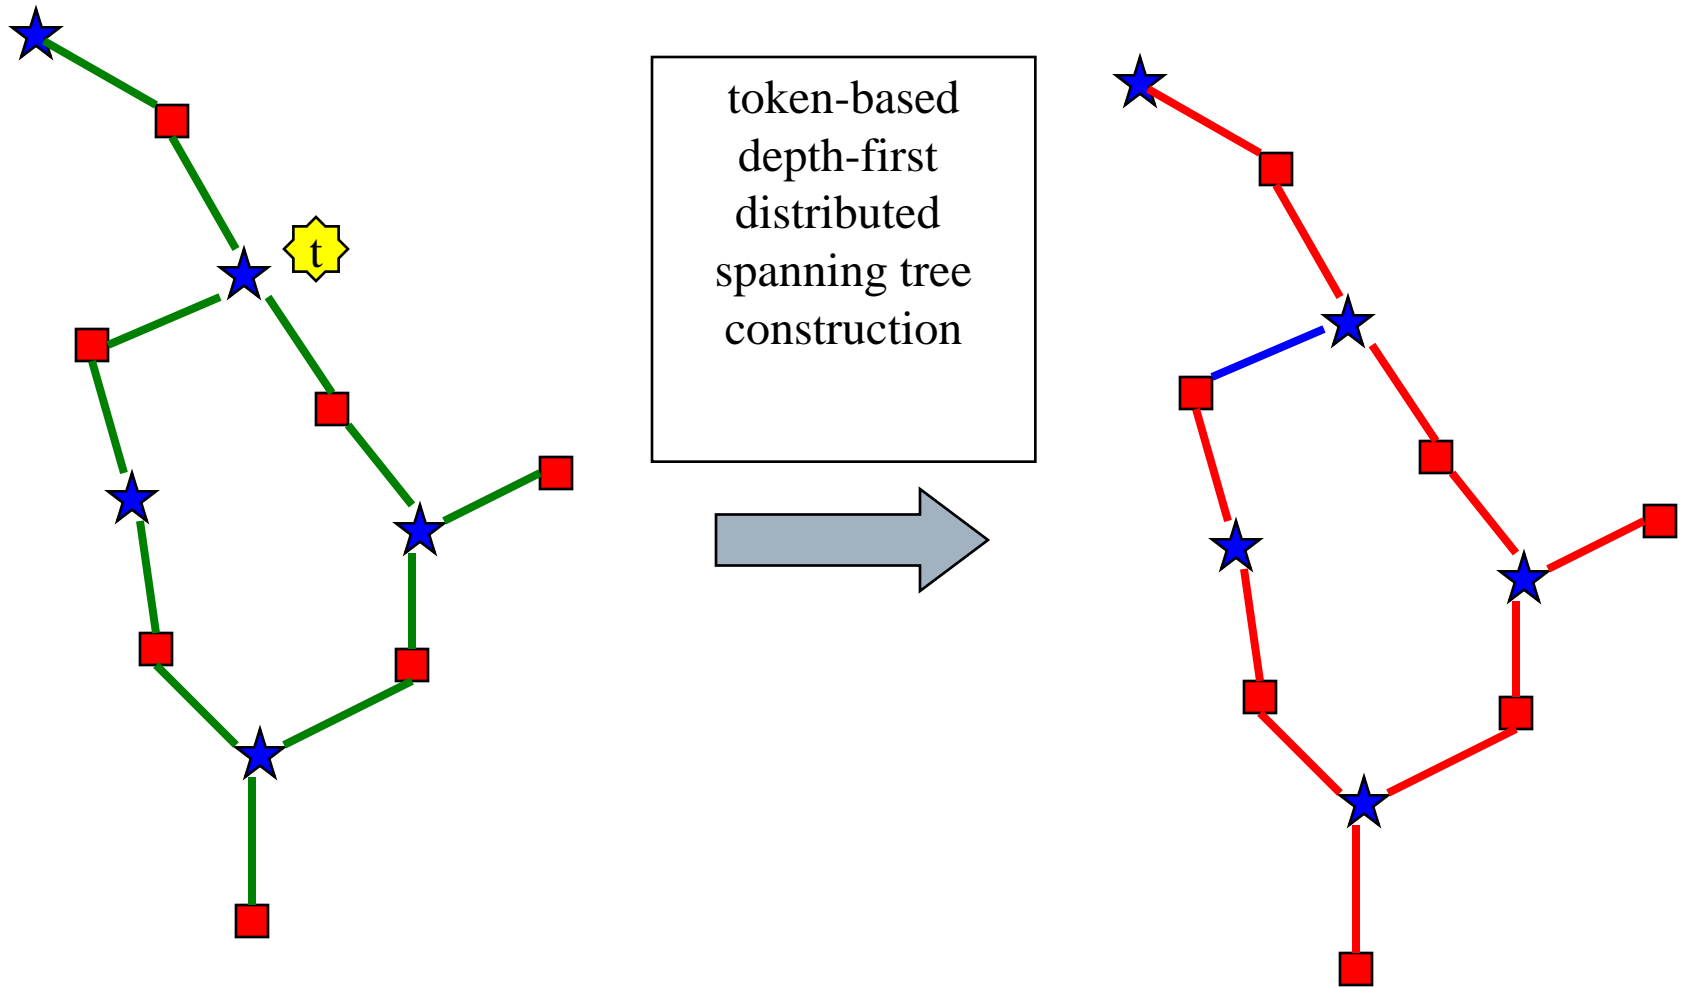 t
token-based
depth-first
distributed
spanning tree
construction